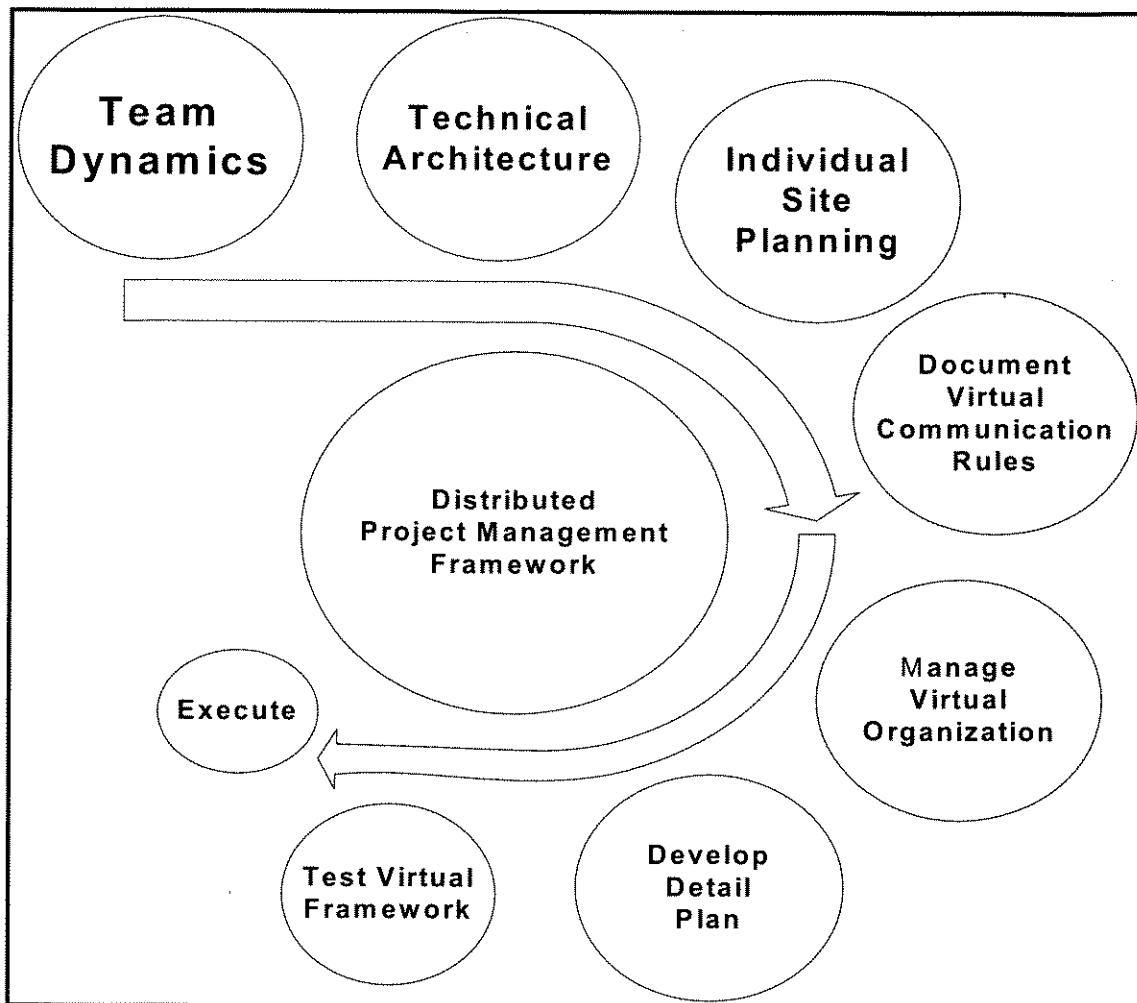 Team
Dynamics
Technical
Architecture
Individual
Site
Planning
Document
Virtual
Communication
Rules
Distributed
Project Management
Framework
Manage
Virtual
Organization
Execute
Develop
Detail
Plan
Test Virtual
Framework